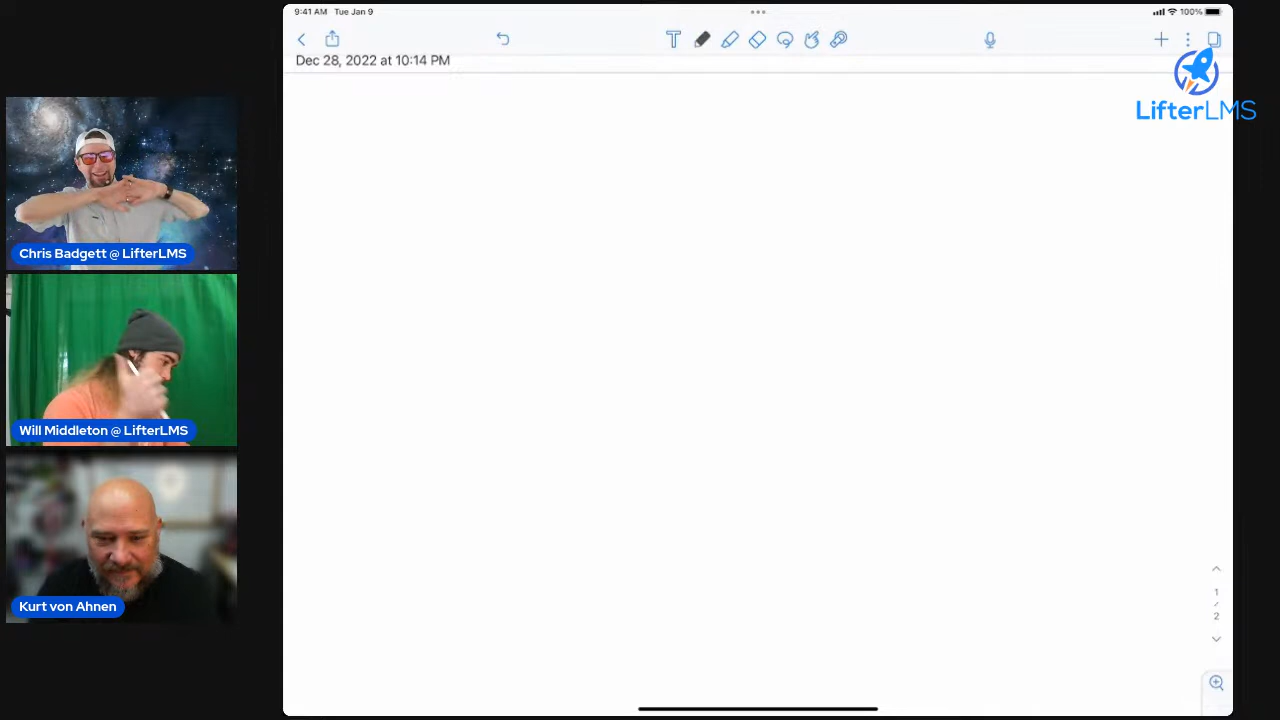 9:41 AM Tue Jan 9
100%
Dec 28, 2022 at 10:14 PM
LifterLMS
Chris Badgett @ LifterLMS
Will Middleton @ LifterLMS
Kurt von Ahnen
1
/
2